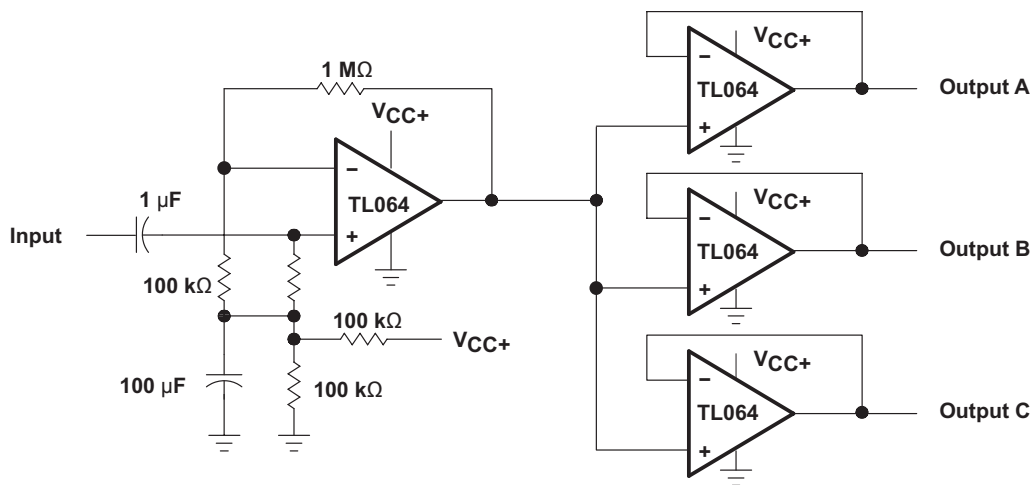 1 MΩ
VCC+
−
TL064
+
1 µF
Input
100 kΩ
100 kΩ
VCC+
100 µF
100 kΩ
VCC+
−
TL064
+
Output A
VCC+
−
TL064
+
Output B
VCC+
−
TL064
+
Output C